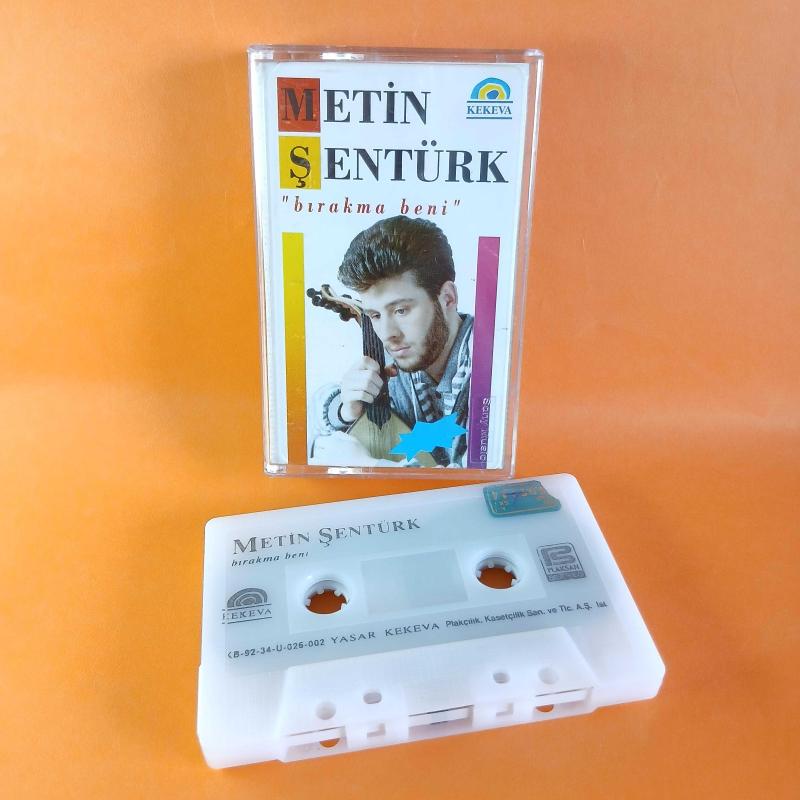 METİN
ŞENTÜRK
KEKEVA
"bırakma beni"
METİN ŞENTÜRK
bırakma beni
KEKEVA
PLAKSAN
KB-92-34-U-026-002 YAŞAR KEKEVA Plakçılık, Kasetçilik San. ve Tic. A.Ş. İst